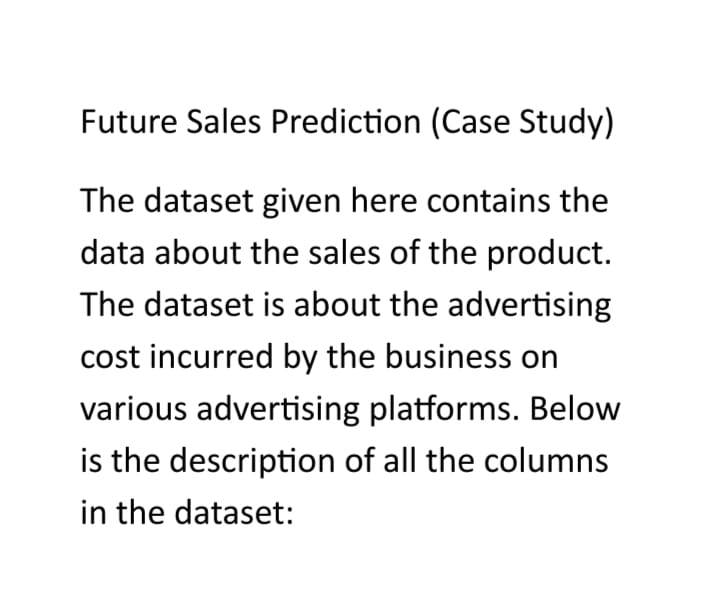 Future Sales Prediction (Case Study)
The dataset given here contains the
data about the sales of the product.
The dataset is about the advertising
cost incurred by the business on
various advertising platforms. Below
is the description of all the columns
in the dataset: